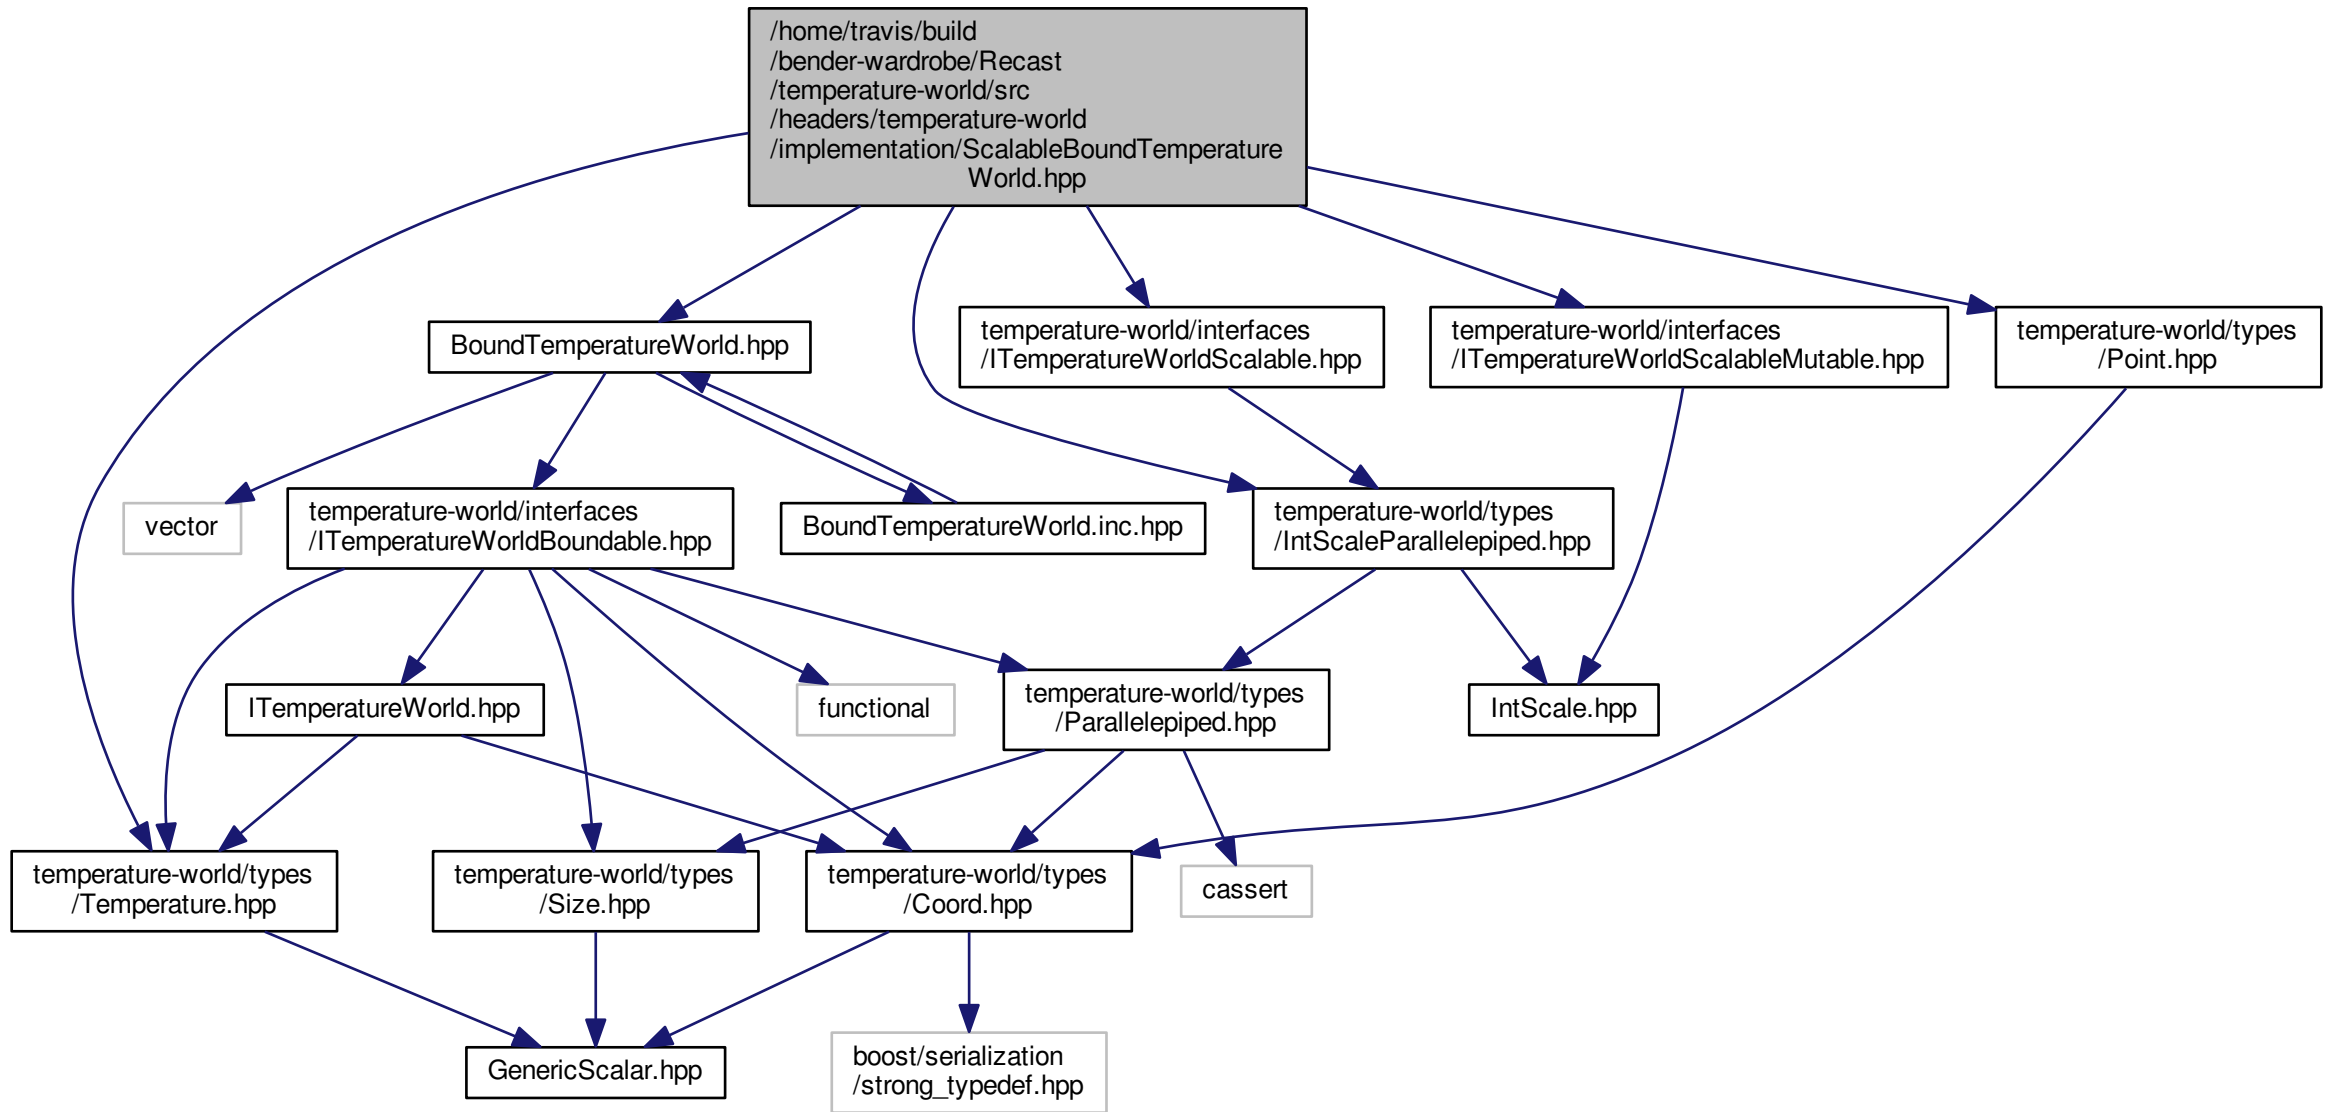 /home/travis/build
/bender-wardrobe/Recast
/temperature-world/src
/headers/temperature-world
/implementation/ScalableBoundTemperature
World.hpp
BoundTemperatureWorld.hpp
temperature-world/interfaces
/ITemperatureWorldScalable.hpp
temperature-world/interfaces
/ITemperatureWorldScalableMutable.hpp
temperature-world/types
/Point.hpp
vector
temperature-world/interfaces
/ITemperatureWorldBoundable.hpp
BoundTemperatureWorld.inc.hpp
temperature-world/types
/IntScaleParallelepiped.hpp
ITemperatureWorld.hpp
functional
temperature-world/types
/Parallelepiped.hpp
IntScale.hpp
temperature-world/types
/Temperature.hpp
temperature-world/types
/Size.hpp
temperature-world/types
/Coord.hpp
cassert
GenericScalar.hpp
boost/serialization
/strong_typedef.hpp